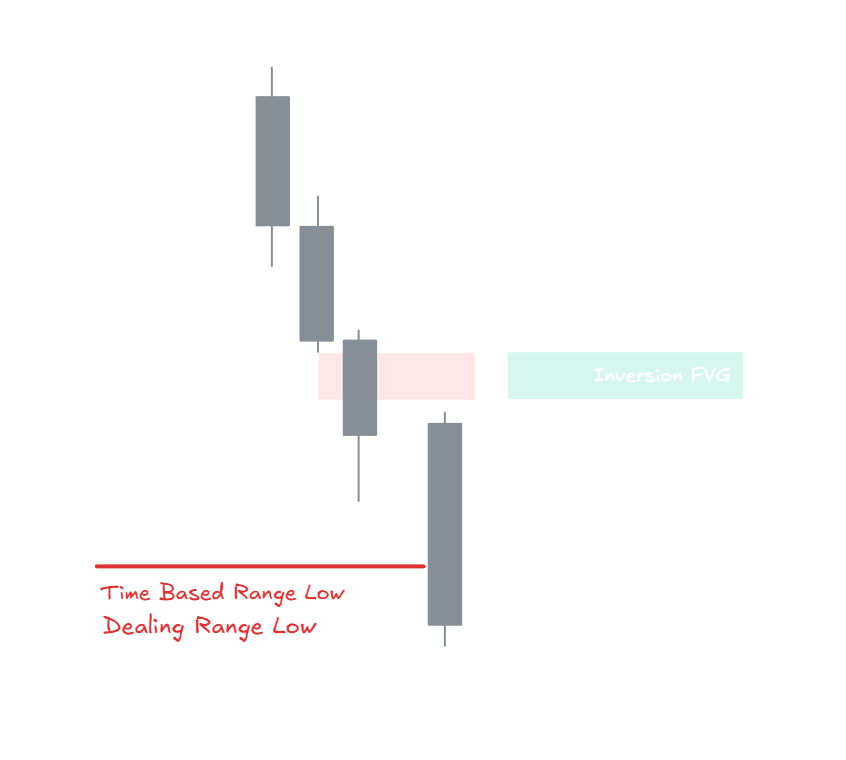 Inversion FVG
Time Based Range Low
Dealing Range Low